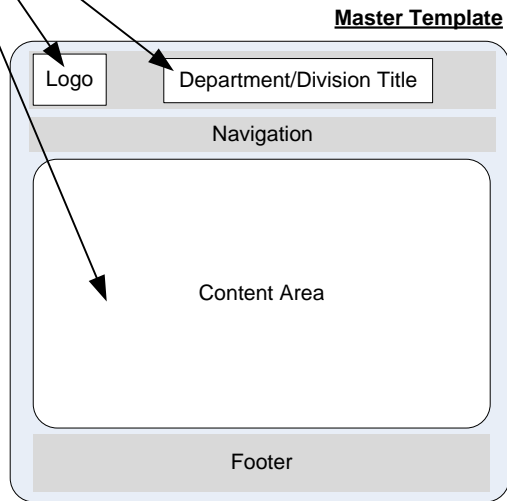 Master Template
Logo
Department/Division Title
Navigation
Content Area
Footer